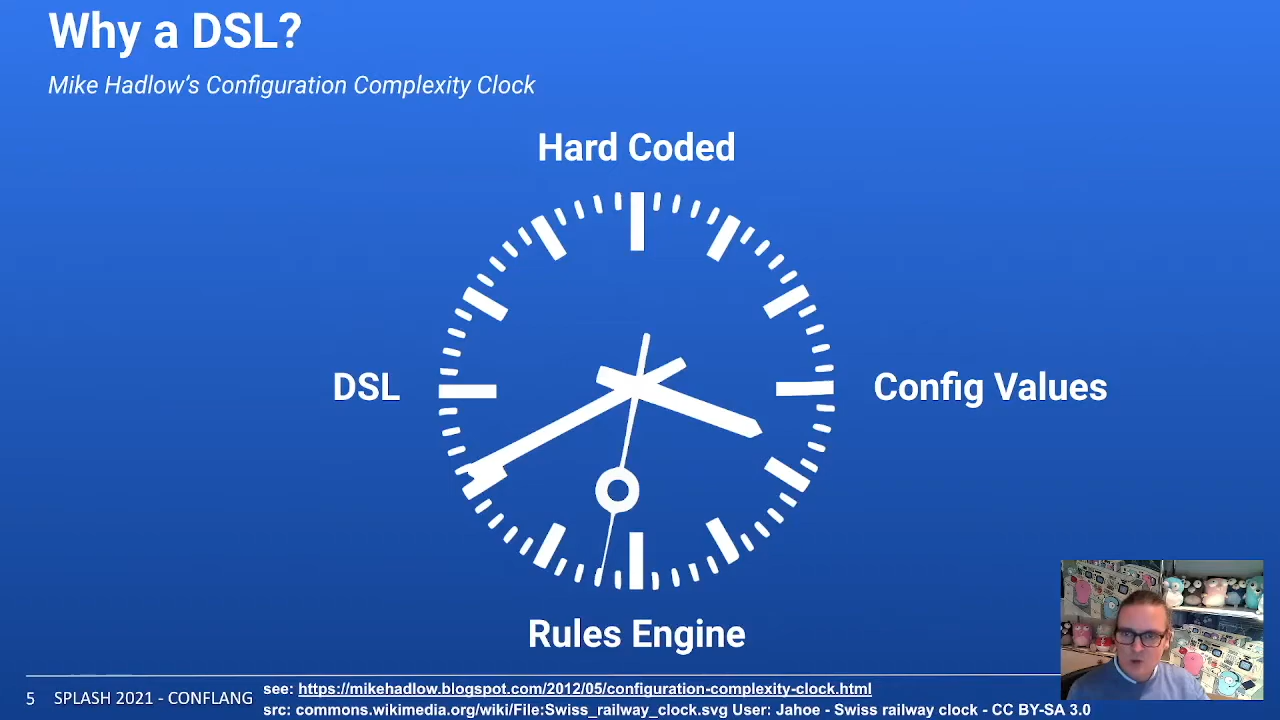 Why a DSL?
Mike Hadlow's Configuration Complexity Clock
Hard Coded
DSL
Config Values
Rules Engine
5 SPLASH 2021 - CONFLANG
see: https://mikehadlow.blogspot.com/2012/05/configuration-complexity-clock.html
src: commons.wikimedia.org/wiki/File:Swiss_railway_clock.svg User: Jahoe - Swiss railway clock - CC BY-SA 3.0